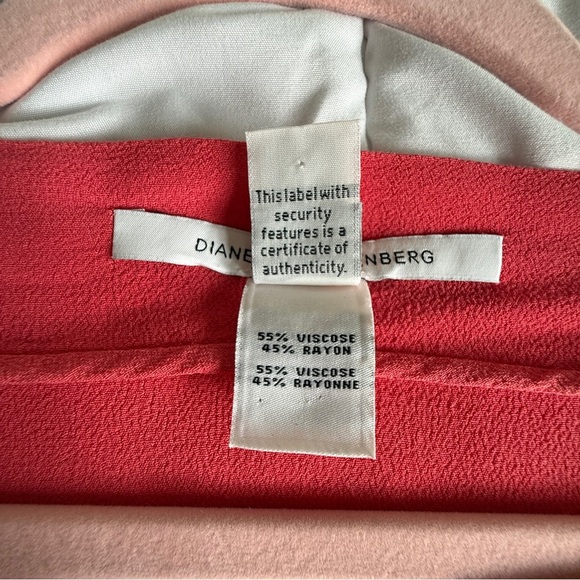 This label with
security
features is a
certificate of
authenticity.
DIANE NBERG
55% VISCOSE
45% RAYON
55% VISCOSE
45% RAYONNE